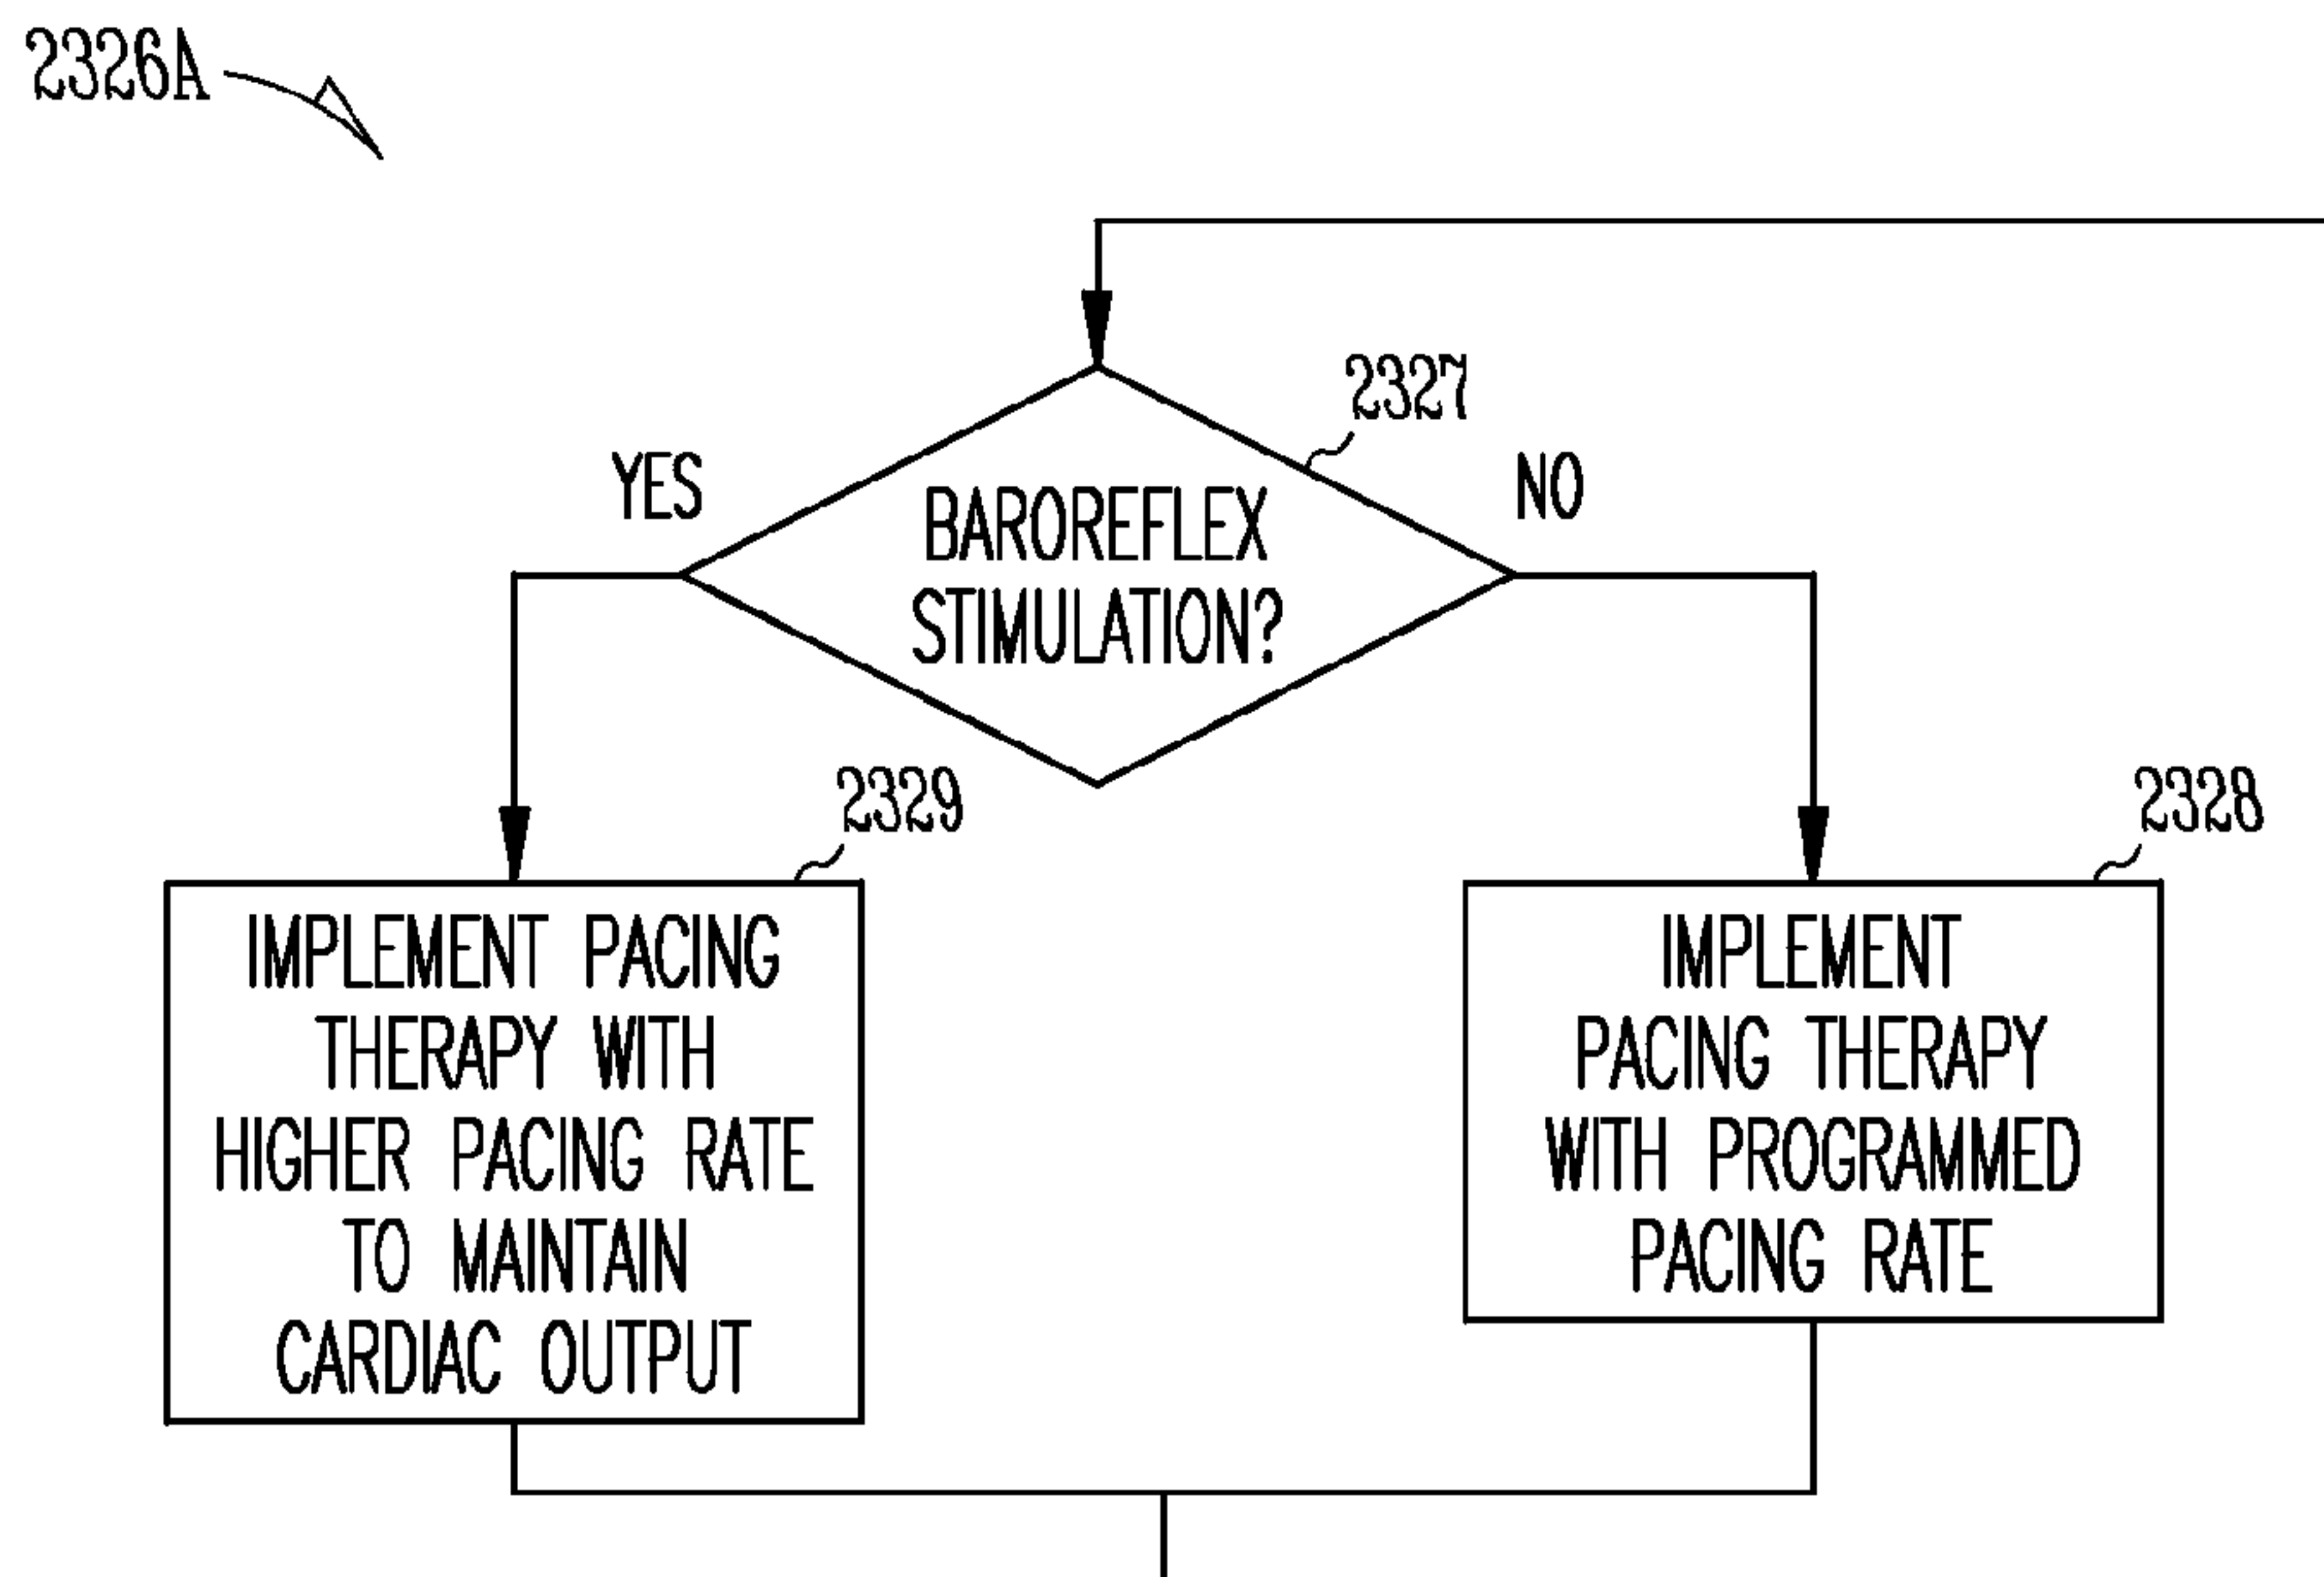 2326A
2327
YES
NO
BAROREFLEX
STIMULATION?
2329
2328
IMPLEMENT PACING
THERAPY WITH
HIGHER PACING RATE
TO MAINTAIN
CARDIAC OUTPUT
IMPLEMENT
PACING THERAPY
WITH PROGRAMMED
PACING RATE